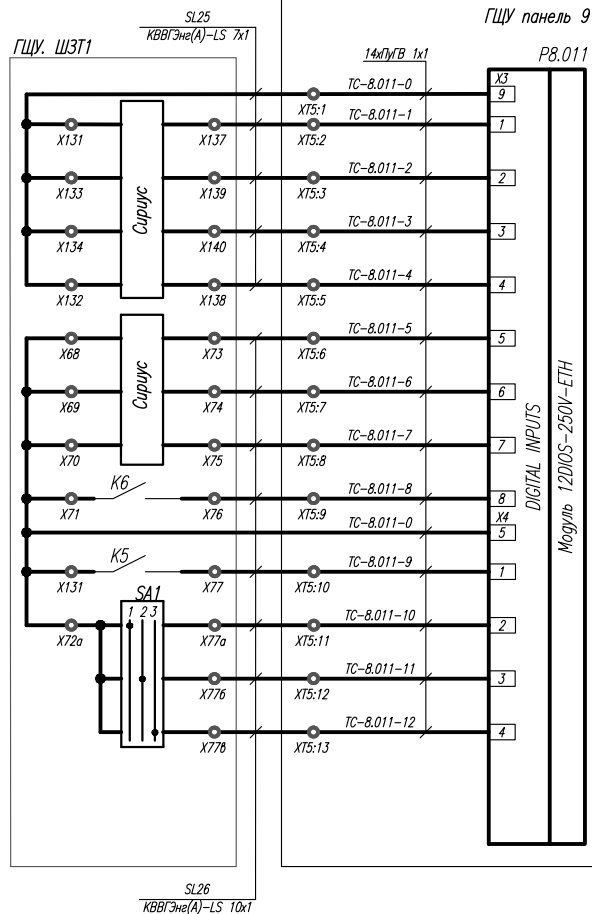 SL25
КВВГЭнг(А)-LS 7x1
ГЩУ панель 9
ГЩУ. ШЗТ1
14хПуГВ 1х1
Р8.011
X3
ТС-8.011-0
9
XT5:1
ТС-8.011-1
1
X131
X137
XT5:2
ТС-8.011-2
2
X133
X139
XT5:3
Сириус
ТС-8.011-3
3
X134
X140
XT5:4
ТС-8.011-4
4
X132
X138
XT5:5
ТС-8.011-5
5
X68
X73
XT5:6
ТС-8.011-6
6
X69
X74
XT5:7
Сириус
ТС-8.011-7
7
X70
X75
XT5:8
DIGITAL INPUTS
Модуль 12DIOS-250V-ETH
K6
ТС-8.011-8
8
X71
X76
XT5:9
X4
ТС-8.011-0
5
K5
ТС-8.011-9
1
X131
X77
XT5:10
SA1
1 2 3
ТС-8.011-10
2
X72а
X77а
XT5:11
ТС-8.011-11
3
X77б
XT5:12
ТС-8.011-12
4
X77в
XT5:13
SL26
КВВГЭнг(А)-LS 10x1